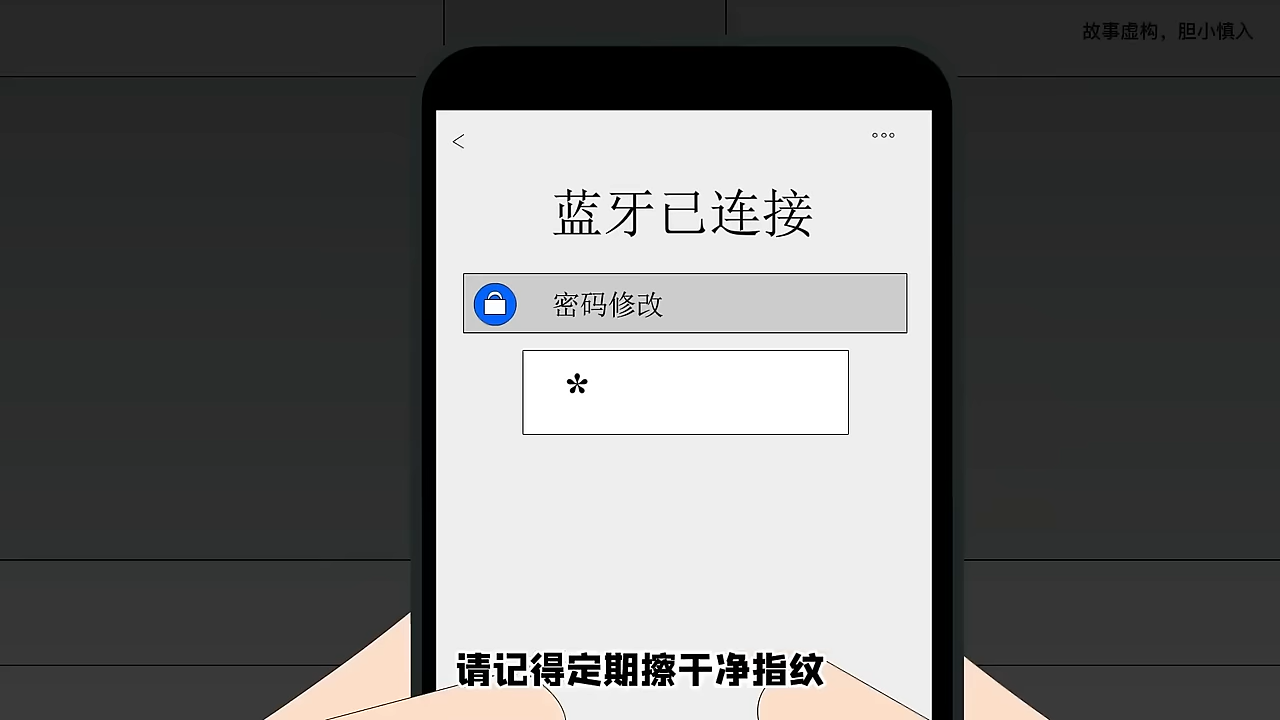 故事虚构，胆小慎入
<
蓝牙已连接
密码修改
*
请记得定期擦干净指纹